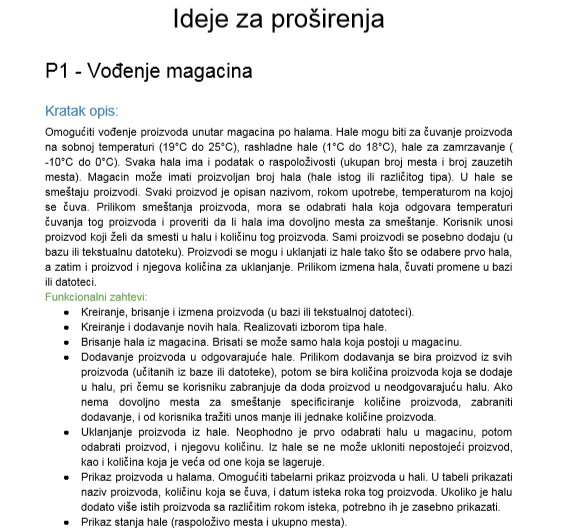 Ideje za proširenja
P1 - Vođenje magacina
Kratak opis:
Omogućiti vođenje proizvoda unutar magacina po halama. Hale mogu biti za čuvanje proizvoda
na sobnoj temperaturi (19°C do 25°C), rashladne hale (1°C do 18°C), hale za zamrzavanje (
-10°C do 0°C). Svaka hala ima i podatak o raspoloživosti (ukupan broj mesta i broj zauzetih
mesta). Magacin može imati proizvoljan broj hala (hale istog ili različitog tipa). U hale se
smeštaju proizvodi. Svaki proizvod je opisan nazivom, rokom upotrebe, temperaturom na kojoj
se čuva. Prilikom smeštanja proizvoda, mora se odabrati hala koja odgovara temperaturi
čuvanja tog proizvoda i proveriti da li hala ima dovoljno mesta za smeštanje. Korisnik unosi
proizvod koji želi da smesti u halu i količinu tog proizvoda. Sami proizvodi se posebno dodaju (u
bazu ili tekstualnu datoteku). Proizvodi se mogu i uklanjati iz hale tako što se odabere prvo hala,
a zatim i proizvod i njegova količina za uklanjanje. Prilikom izmena hala, čuvati promene u bazi
ili datoteci.
Funkcionalni zahtevi:
● Kreiranje, brisanje i izmena proizvoda (u bazi ili tekstualnoj datoteci).
● Kreiranje i dodavanje novih hala. Realizovati izborom tipa hale.
● Brisanje hala iz magacina. Brisati se može samo hala koja postoji u magacinu.
● Dodavanje proizvoda u odgovarajuće hale. Prilikom dodavanja se bira proizvod iz svih
proizvoda (učitanih iz baze ili datoteke), potom se bira količina proizvoda koja se dodaje
u halu, pri čemu se korisniku zabranjuje da doda proizvod u neodgovarajuću halu. Ako
nema dovoljno mesta za smeštanje specificiranje količine proizvoda, zabraniti
dodavanje, i od korisnika tražiti unos manje ili jednake količine proizvoda.
● Uklanjanje proizvoda iz hale. Neophodno je prvo odabrati halu u magacinu, potom
odabrati proizvod, i njegovu količinu. Iz hale se ne može ukloniti nepostojeći proizvod,
kao i količina koja je veća od one koja se lageruje.
● Prikaz proizvoda u halama. Omogućiti tabelarni prikaz proizvoda u hali. U tabeli prikazati
naziv proizvoda, količinu koja se čuva, i datum isteka roka tog proizvoda. Ukoliko je halu
dodato više istih proizvoda sa različitim rokom isteka, potrebno ih je zasebno prikazati.
● Prikaz stanja hale (raspoloživo mesta i ukupno mesta).